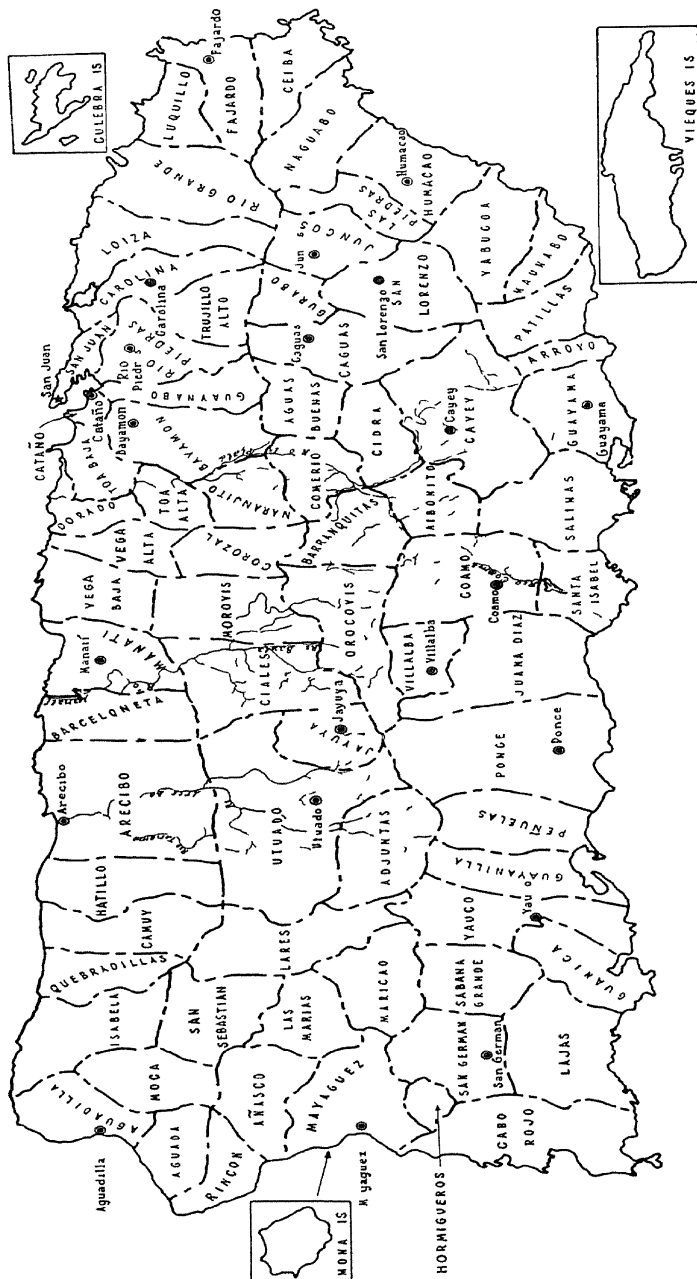 CULEBRA IS
VIEQUES IS
MONA IS
HORMIGUEROS
Aguadilla
AGUADILLA
AGUADA
RINCON
MOCA
AÑASCO
MAYAGUEZ
M yaguez
ISABELA
SAN
SEBASTIAN
LAS
MARIAS
QUEBRADILLAS
CAMUY
HATILLO
LARES
MARICAO
SABANA
GRANDE
SAN GERMAN
San German
CABO
ROJO
LAJAS
GUANICA
YAUCO
Yau o
GUAYANILLA
PEÑUELAS
ADJUNTAS
UTUADO
Utuado
Arecibo
ARECIBO
BARCELONETA
Manati
MANATI
CIALES
JAYUYA
Jayuya
PONCE
Ponce
JUANA DIAZ
VILLALBA
Villalba
OROCOVIS
MOROVIS
VEGA
BAJA
VEGA
ALTA
DORADO
TOA BAJA
TOA
ALTA
COROZAL
NARANJITO
BARRANQUITAS
COAMO
Coamo
SANTA
ISABEL
SALINAS
AIBONITO
COMERIO
CATAÑO
Cataño
Bayamon
BAYAMON
GUAYNABO
San Juan
SAN JUAN
Rio
Piedr s
RIO PIEDRAS
AGUAS
BUENAS
CIDRA
Cayey
CAYEY
GUAYAMA
Guayama
ARROYO
PATILLAS
MAUNABO
YABUCOA
CAGUAS
Caguas
TRUJILLO
ALTO
CAROLINA
Carolina
LOIZA
GURABO
JUNCOS
Jun os
San Lorenzo
SAN
LORENZO
LAS
PIEDRAS
HUMACAO
Humacao
NAGUABO
RIO GRANDE
LUQUILLO
FAJARDO
Fajardo
CEIBA